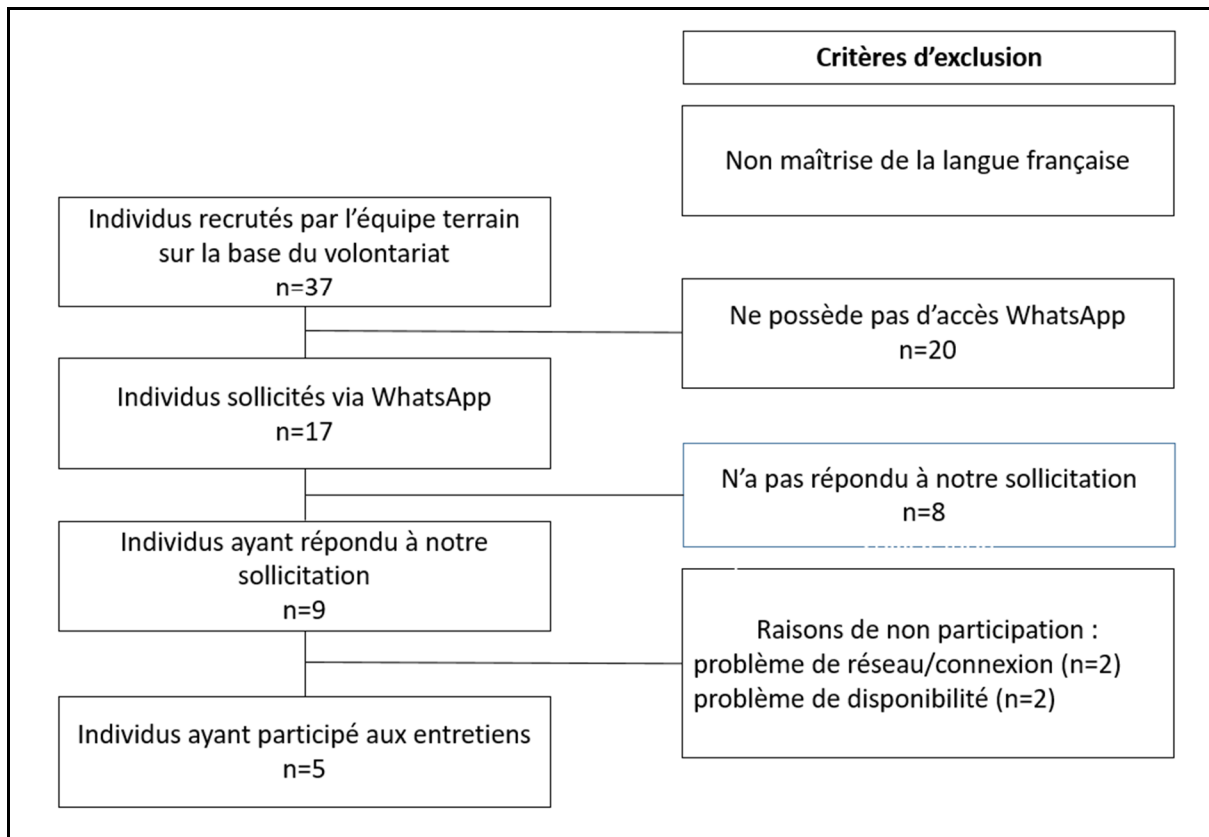 Critères d'exclusion
Non maîtrise de la langue française
Individus recrutés par l'équipe terrain
sur la base du volontariat
n=37
Ne possède pas d'accès WhatsApp
n=20
Individus sollicités via WhatsApp
n=17
N'a pas répondu à notre sollicitation
n=8
Individus ayant répondu à notre
sollicitation
n=9
Raisons de non participation :
problème de réseau/connexion (n=2)
problème de disponibilité (n=2)
Individus ayant participé aux entretiens
n=5